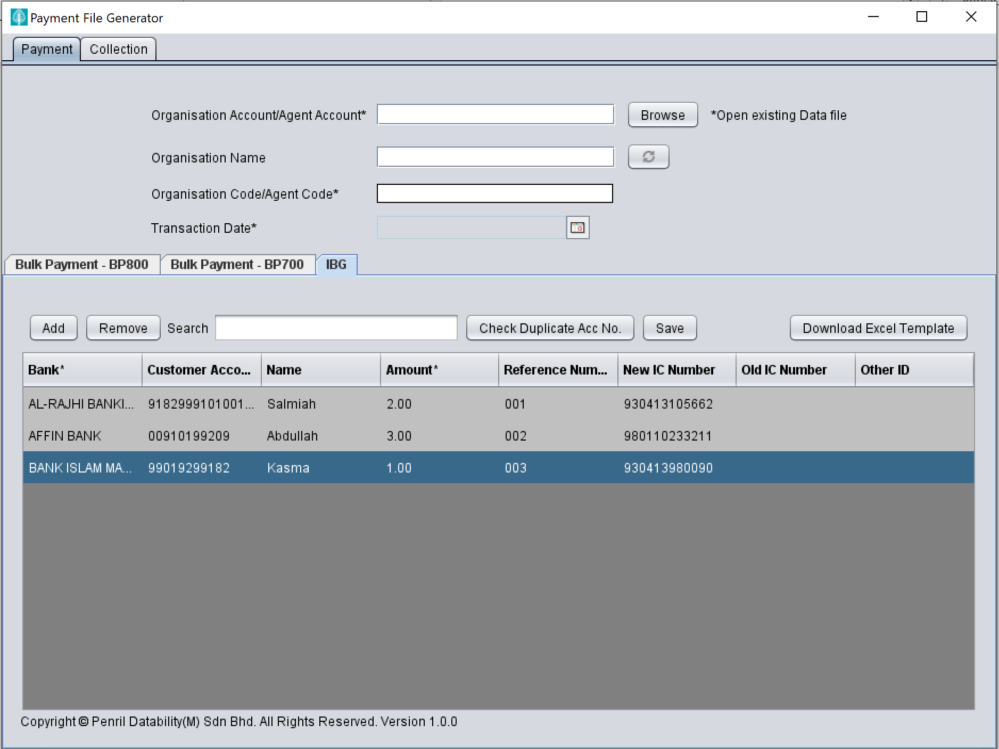 Payment File Generator
Payment Collection
Organisation Account/Agent Account* Browse *Open existing Data file
Organisation Name
Organisation Code/Agent Code*
Transaction Date*
Bulk Payment - BP800 Bulk Payment - BP700 IBG
Add Remove Search Check Duplicate Acc No. Save Download Excel Template
Bank* Customer Acco... Name Amount* Reference Num... New IC Number Old IC Number Other ID
AL-RAJHI BANKI... 9182999101001... Salmiah 2.00 001 930413105662
AFFIN BANK 00910199209 Abdullah 3.00 002 980110233211
BANK ISLAM MA... 99019299182 Kasma 1.00 003 930413980090
Copyright © Penril Datability(M) Sdn Bhd. All Rights Reserved. Version 1.0.0